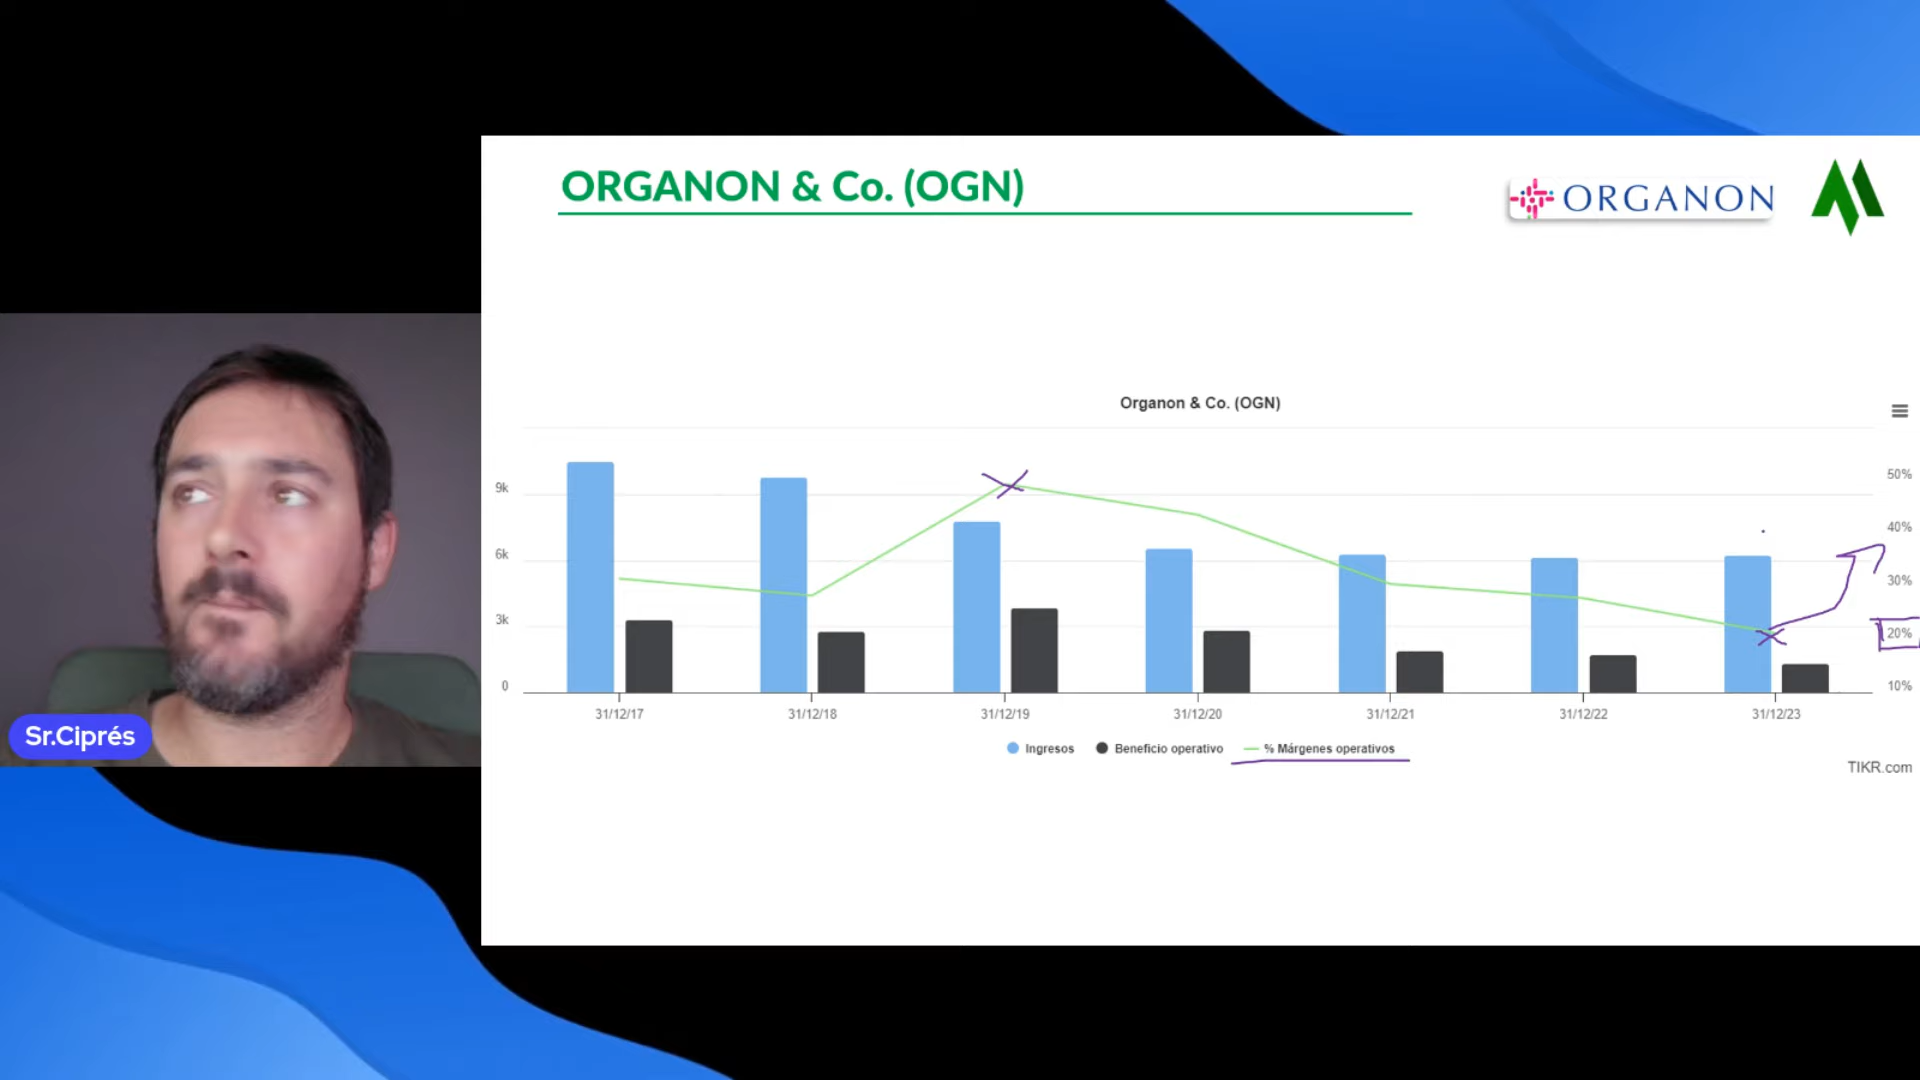 ORGANON & Co. (OGN)
ORGANON
Organon & Co. (OGN)
9k
6k
3k
0
50%
40%
30%
20%
10%
31/12/17 31/12/18 31/12/19 31/12/20 31/12/21 31/12/22 31/12/23
Ingresos Beneficio operativo % Márgenes operativos
TIKR.com
Sr.Ciprés